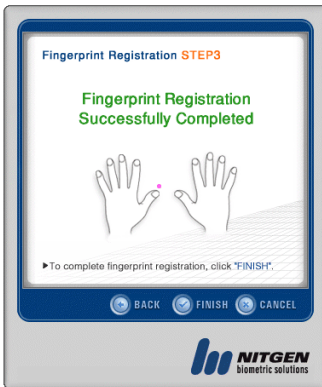 Fingerprint Registration STEP3
Fingerprint Registration
Successfully Completed
▶To complete fingerprint registration, click "FINISH".
BACK FINISH CANCEL
NITGEN
biometric solutions